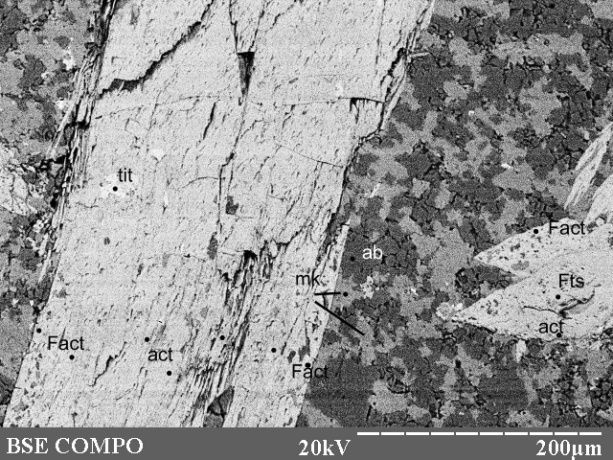 tit
Fact
ab
mk
Fts
Fact
act
act
Fact
BSE COMPO 20kV 200µm